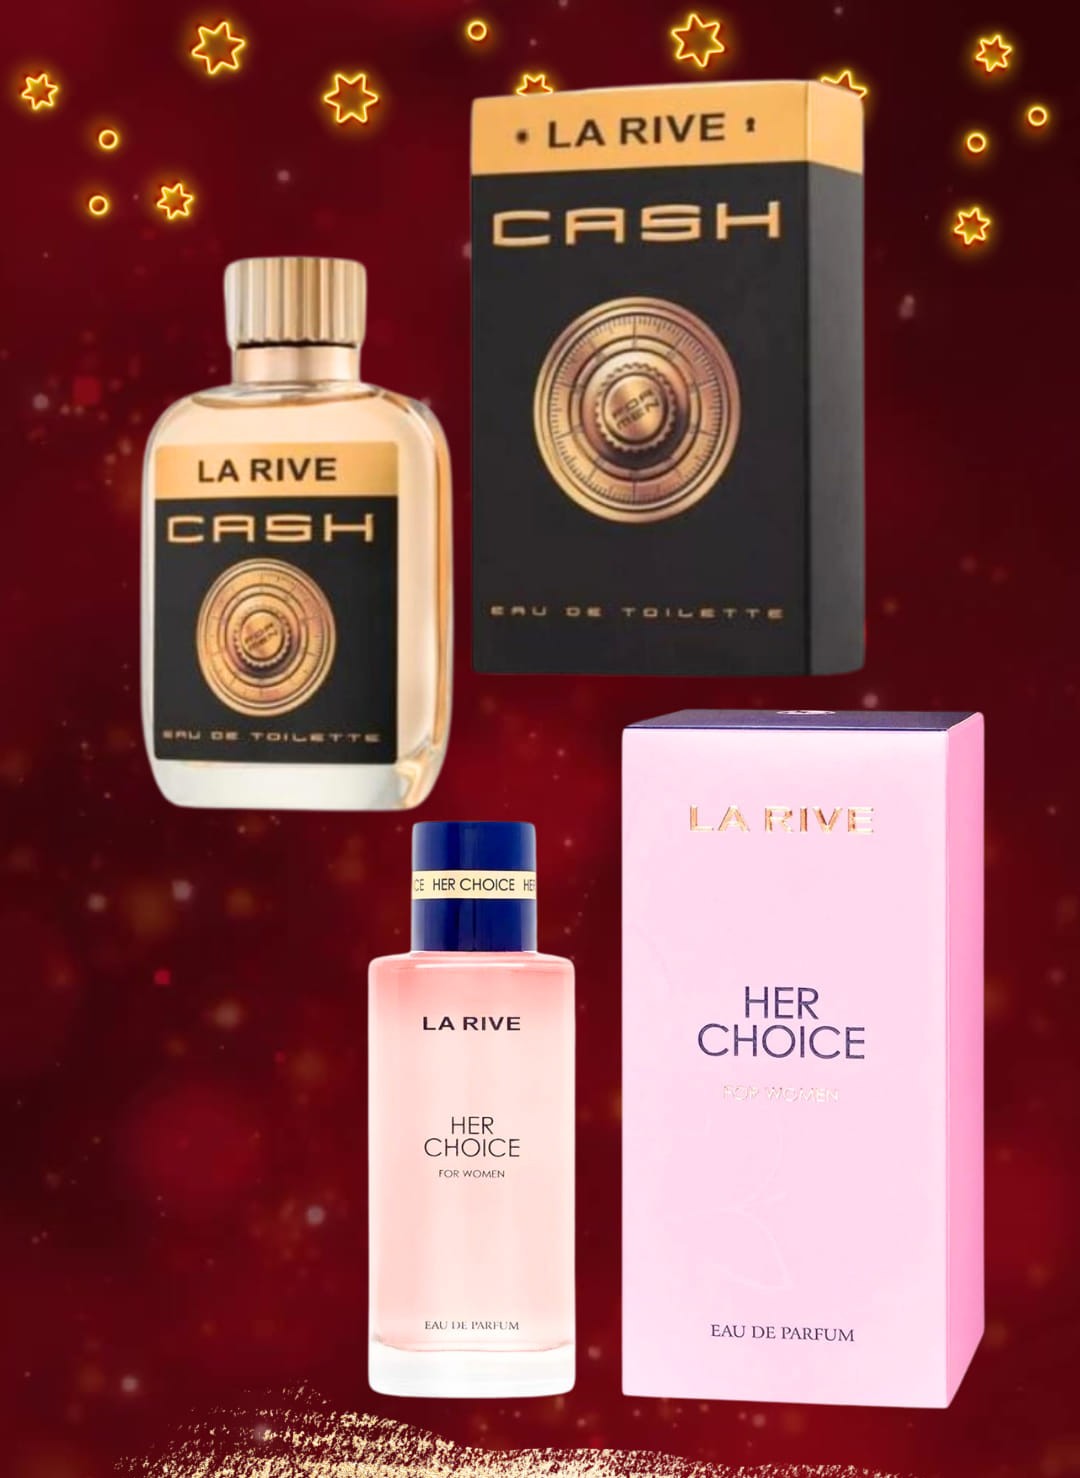 LA RIVE
CASH
FOR
MEN
EAU DE TOILETTE
LA RIVE
CASH
FOR
MEN
EAU DE TOILETTE
LA RIVE
HER
CHOICE
FOR WOMEN
EAU DE PARFUM
HER CHOICE
LA RIVE
HER
CHOICE
FOR WOMEN
EAU DE PARFUM